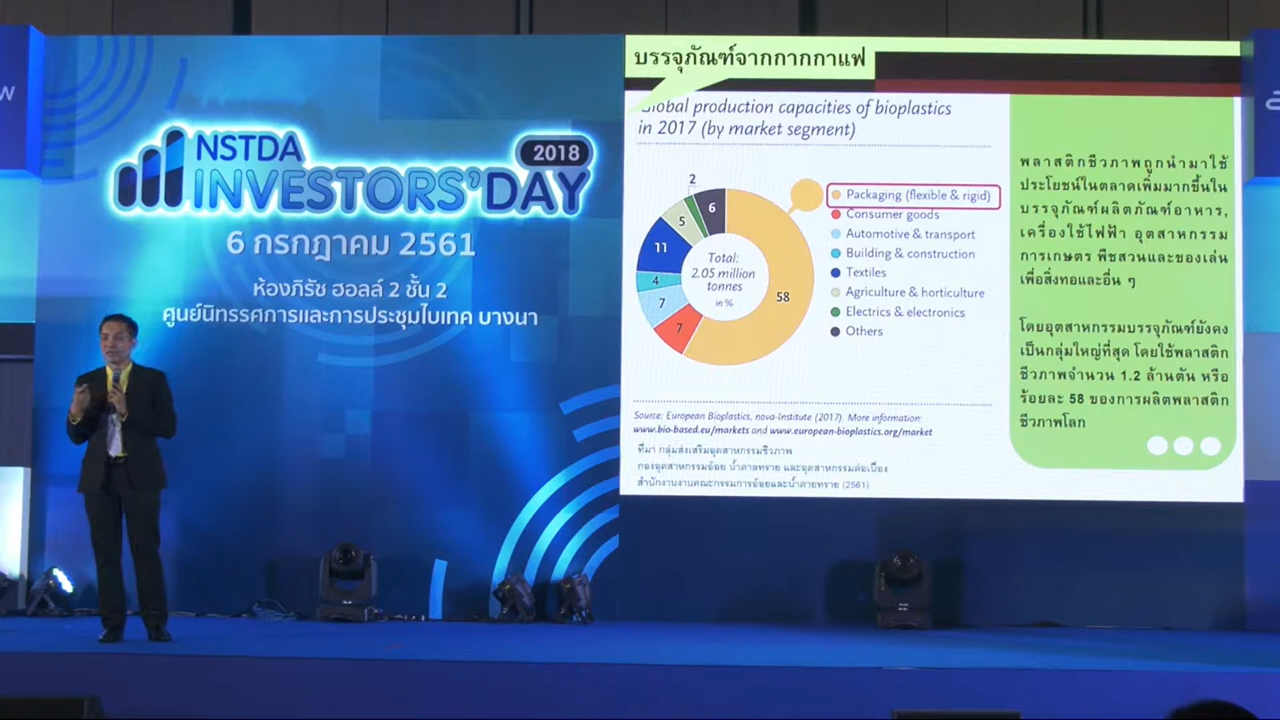 NSTDA
INVESTORS' DAY
2018
6 กรกฎาคม 2561
ห้องภิรัช ฮอลล์ 2 ชั้น 2
ศูนย์นิทรรศการและการประชุมไบเทค บางนา
บรรจุภัณฑ์จากกากกาแฟ
Global production capacities of bioplastics
in 2017 (by market segment)
2
6
5
11
4
7
7
58
Total:
2.05 million
tonnes
in %
Packaging (flexible & rigid)
Consumer goods
Automotive & transport
Building & construction
Textiles
Agriculture & horticulture
Electrics & electronics
Others
Source: European Bioplastics, nova-Institute (2017). More information:
www.bio-based.eu/markets and www.european-bioplastics.org/market
ที่มา กลุ่มส่งเสริมอุตสาหกรรมชีวภาพ
กองอุตสาหกรรมอ้อย น้ำตาลทราย และอุตสาหกรรมต่อเนื่อง
สำนักงานงานคณะกรรมการอ้อยและน้ำตายทราย (2561)
พลาสติกชีวภาพถูกนำมาใช้
ประโยชน์ในตลาดเพิ่มมากขึ้นใน
บรรจุภัณฑ์ผลิตภัณฑ์อาหาร,
เครื่องใช้ไฟฟ้า อุตสาหกรรม
การเกษตร พืชสวนและของเล่น
เพื่อสิ่งทอและอื่น ๆ
โดยอุตสาหกรรมบรรจุภัณฑ์ยังคง
เป็นกลุ่มใหญ่ที่สุด โดยใช้พลาสติก
ชีวภาพจำนวน 1.2 ล้านตัน หรือ
ร้อยละ 58 ของการผลิตพลาสติก
ชีวภาพโลก